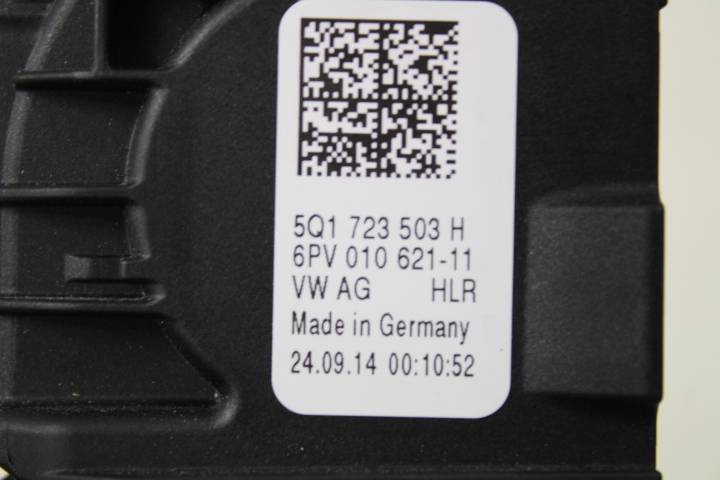 5Q1 723 503 H
6PV 010 621-11
VW AG HLR
Made in Germany
24.09.14 00:10:52